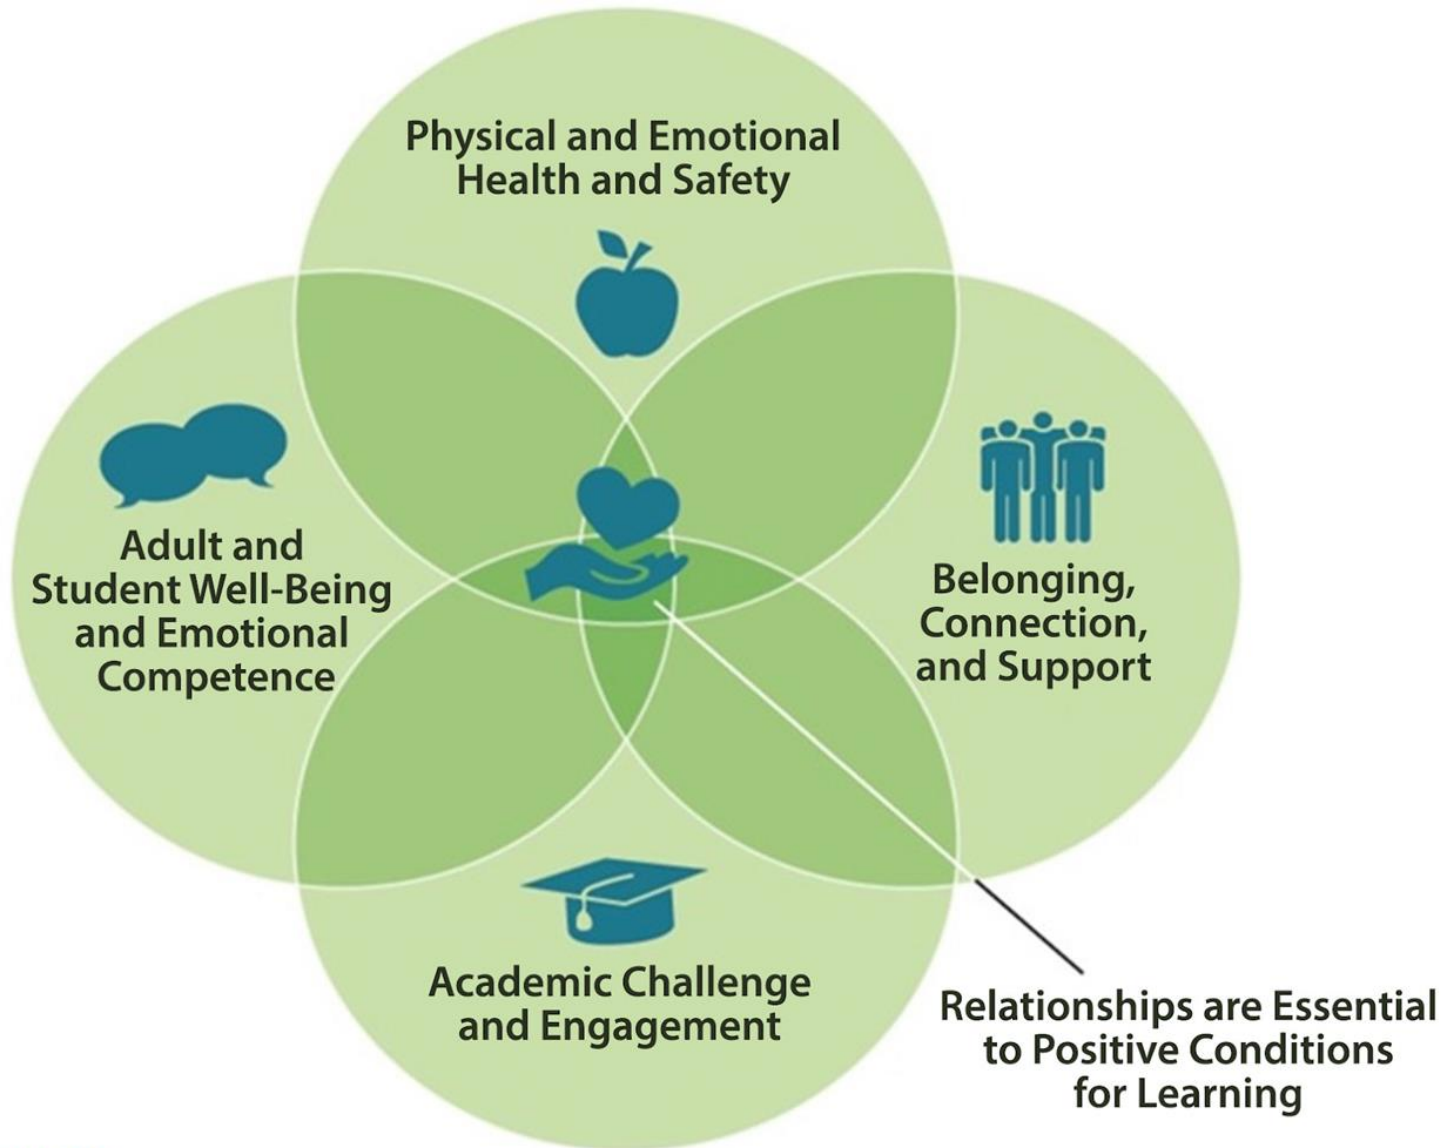 Physical and Emotional
Health and Safety
Adult and
Student Well-Being
and Emotional
Competence
Belonging,
Connection,
and Support
Academic Challenge
and Engagement
Relationships are Essential
to Positive Conditions
for Learning